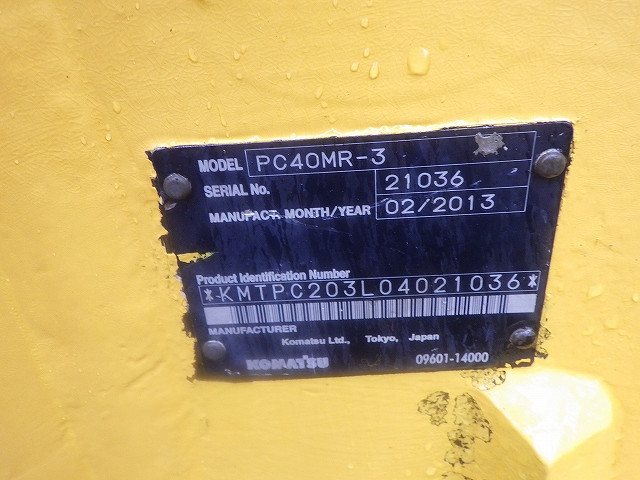 MODEL PC40MR-3
SERIAL No. 21036
MANUFACT. MONTH/YEAR 02/2013
Product Identification Number
*KMTPC203L04021036*
MANUFACTURER
Komatsu Ltd., Tokyo, Japan
KOMATSU 09601-14000